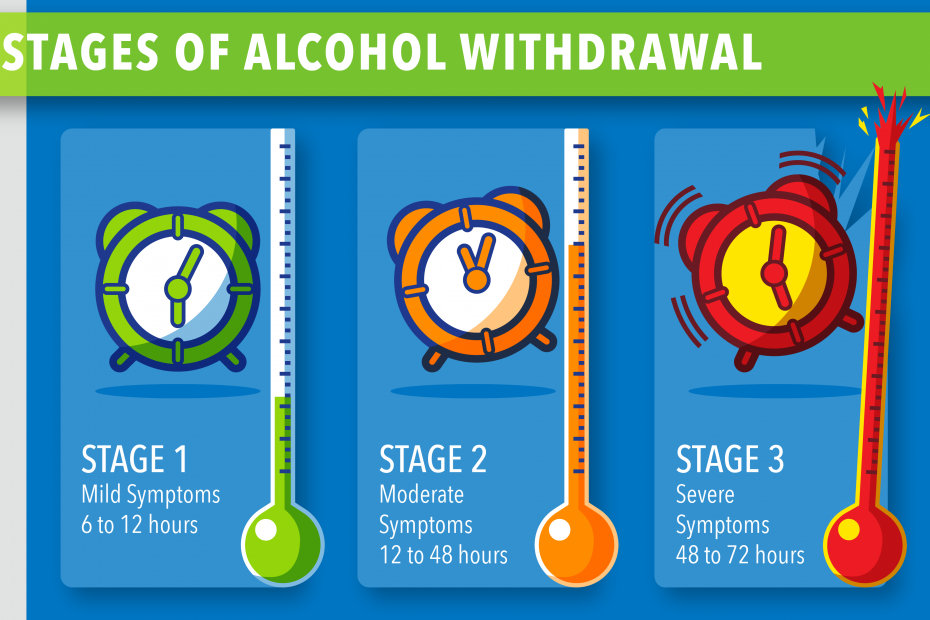 STAGES OF ALCOHOL WITHDRAWAL
STAGE 1
Mild Symptoms
6 to 12 hours
STAGE 2
Moderate
Symptoms
12 to 48 hours
STAGE 3
Severe
Symptoms
48 to 72 hours